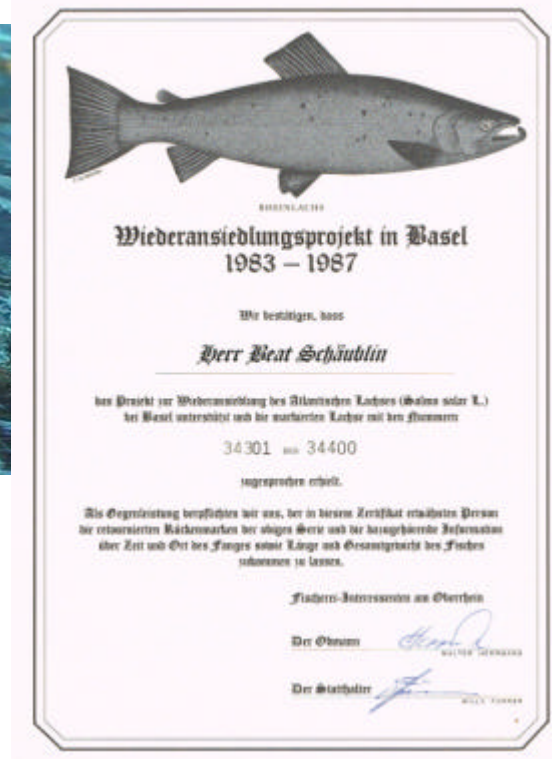 RHEINLACHS
Wiederansiedlungsprojekt in Basel
1983 – 1987
Wir bestätigen, dass
Herr Beat Schäublin
das Projekt zur Wiederansiedlung des Atlantischen Lachses (Salmo salar L.)
bei Basel unterstützt und die markierten Lachse mit den Nummern
34301 BIS 34400
zugesprochen erhielt.
Als Gegenleistung verpflichten wir uns, der in diesem Zertifikat erwähnten Person
die retournierten Rückenmarken der obigen Serie und die dazugehörende Information
über Zeit und Ort des Fanges sowie Länge und Gesamtgewicht des Fisches
zukommen zu lassen.
Fischerei-Interessenten am Oberrhein
Der Obmann
WALTER HERRMANN
Der Statthalter
WILLY FURRER